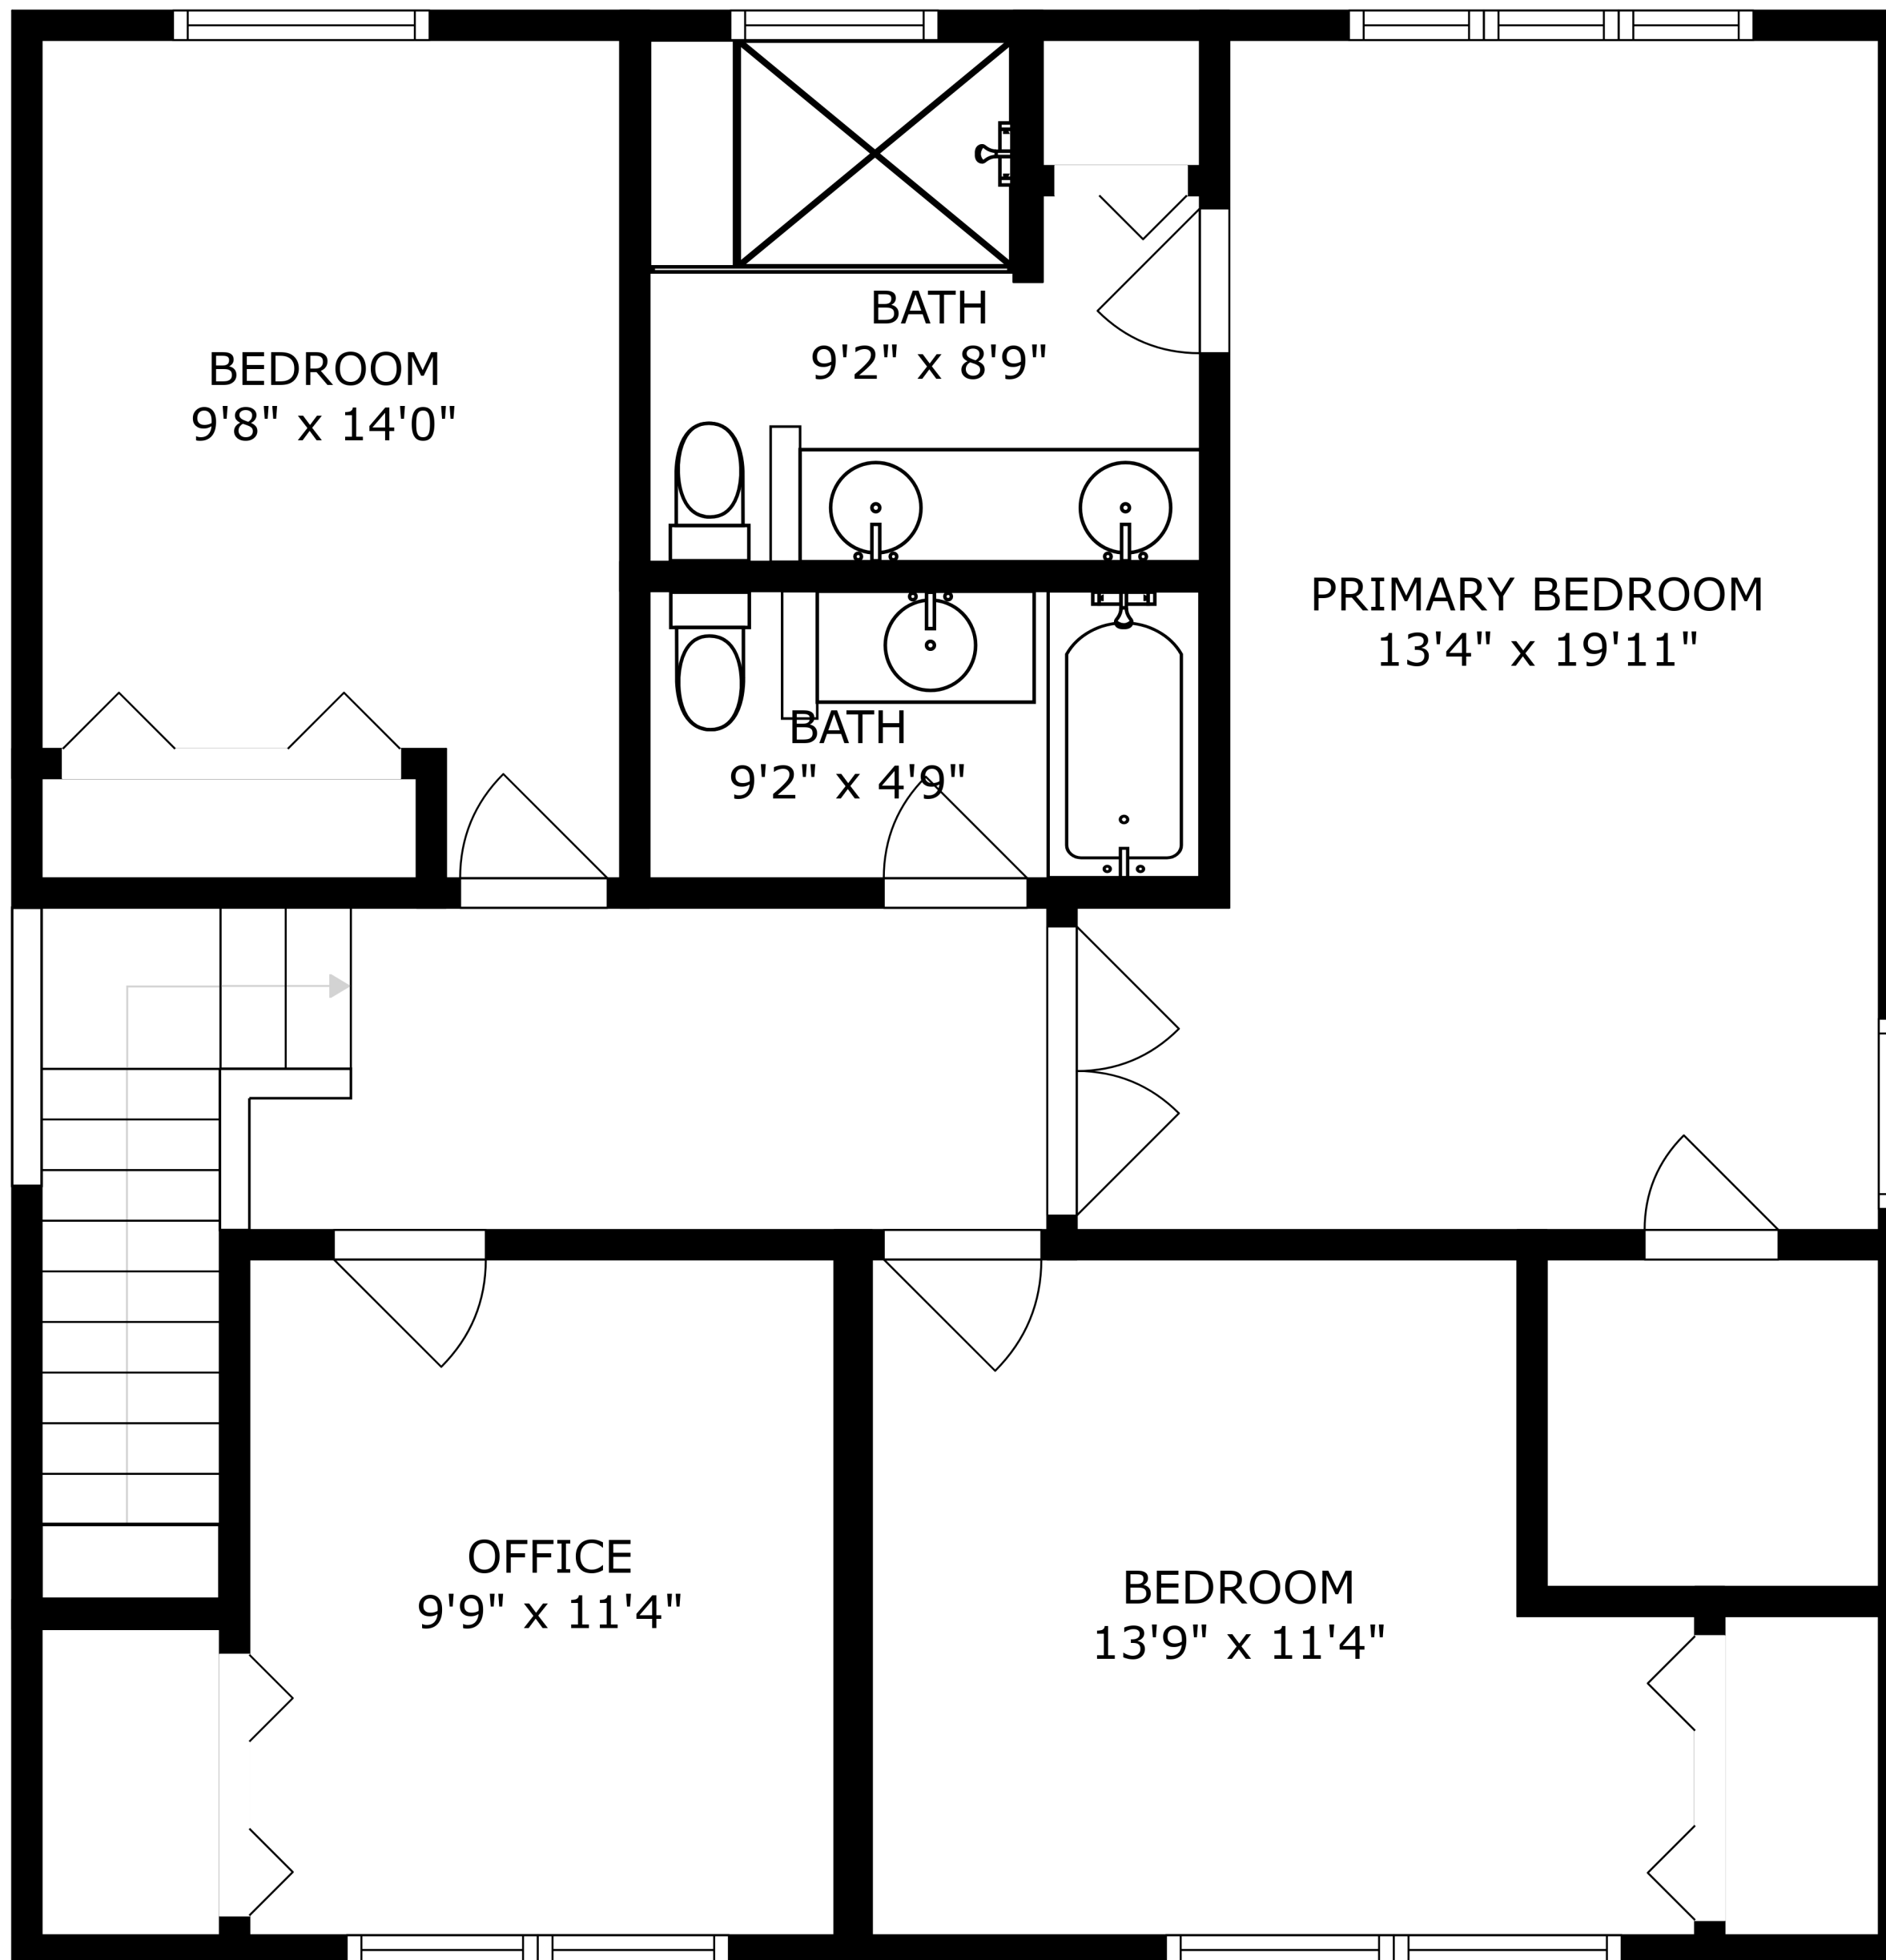 BATH
9'2" x 8'9"
BEDROOM
9'8" x 14'0"
PRIMARY BEDROOM
13'4" x 19'11"
BATH
9'2" x 4'9"
OFFICE
9'9" x 11'4"
BEDROOM
13'9" x 11'4"